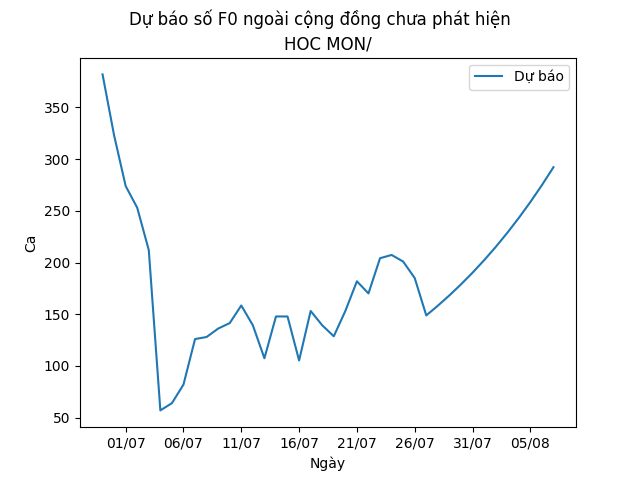 Dự báo số F0 ngoài cộng đồng chưa phát hiện
HOC MON/
Dự báo
Ca
350
300
250
200
150
100
50
01/07 06/07 11/07 16/07 21/07 26/07 31/07 05/08
Ngày